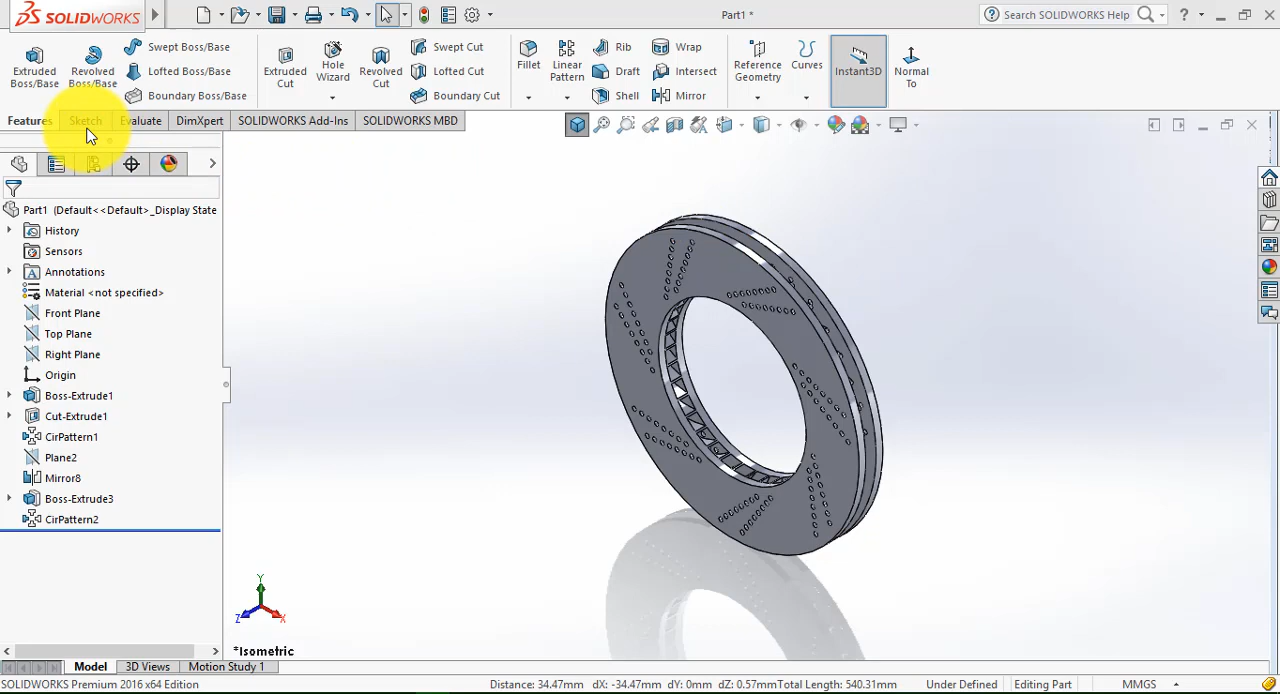 SOLIDWORKS
Part1 *
Search SOLIDWORKS Help
?
Extruded Boss/Base
Revolved Boss/Base
Swept Boss/Base
Lofted Boss/Base
Boundary Boss/Base
Extruded Cut
Hole Wizard
Revolved Cut
Swept Cut
Lofted Cut
Boundary Cut
Fillet
Linear Pattern
Rib
Draft
Shell
Wrap
Intersect
Mirror
Reference Geometry
Curves
Instant3D
Normal To
Features
Sketch
Evaluate
DimXpert
SOLIDWORKS Add-Ins
SOLIDWORKS MBD
Part1 (Default<<Default>_Display State
History
Sensors
Annotations
Material <not specified>
Front Plane
Top Plane
Right Plane
Origin
Boss-Extrude1
Cut-Extrude1
CirPattern1
Plane2
Mirror8
Boss-Extrude3
CirPattern2
Y
Z
X
*Isometric
Model
3D Views
Motion Study 1
SOLIDWORKS Premium 2016 x64 Edition
Distance: 34.47mm dX: -34.47mm dY: 0mm dZ: 0.57mmTotal Length: 540.31mm
Under Defined
Editing Part
MMGS